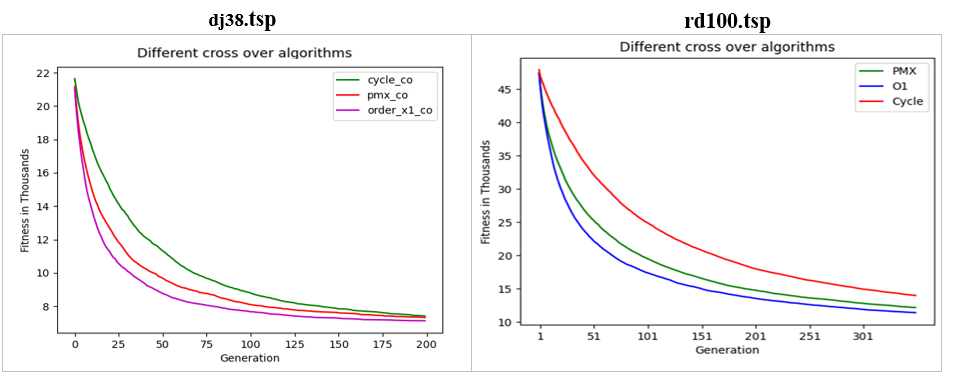 dj38.tsp
Different cross over algorithms
22
20
18
16
14
12
10
8
Fitness in Thousands
cycle_co
pmx_co
order_x1_co
0 25 50 75 100 125 150 175 200
Generation
rd100.tsp
Different cross over algorithms
45
40
35
30
25
20
15
10
Fitness in Thousands
PMX
O1
Cycle
1 51 101 151 201 251 301
Generation